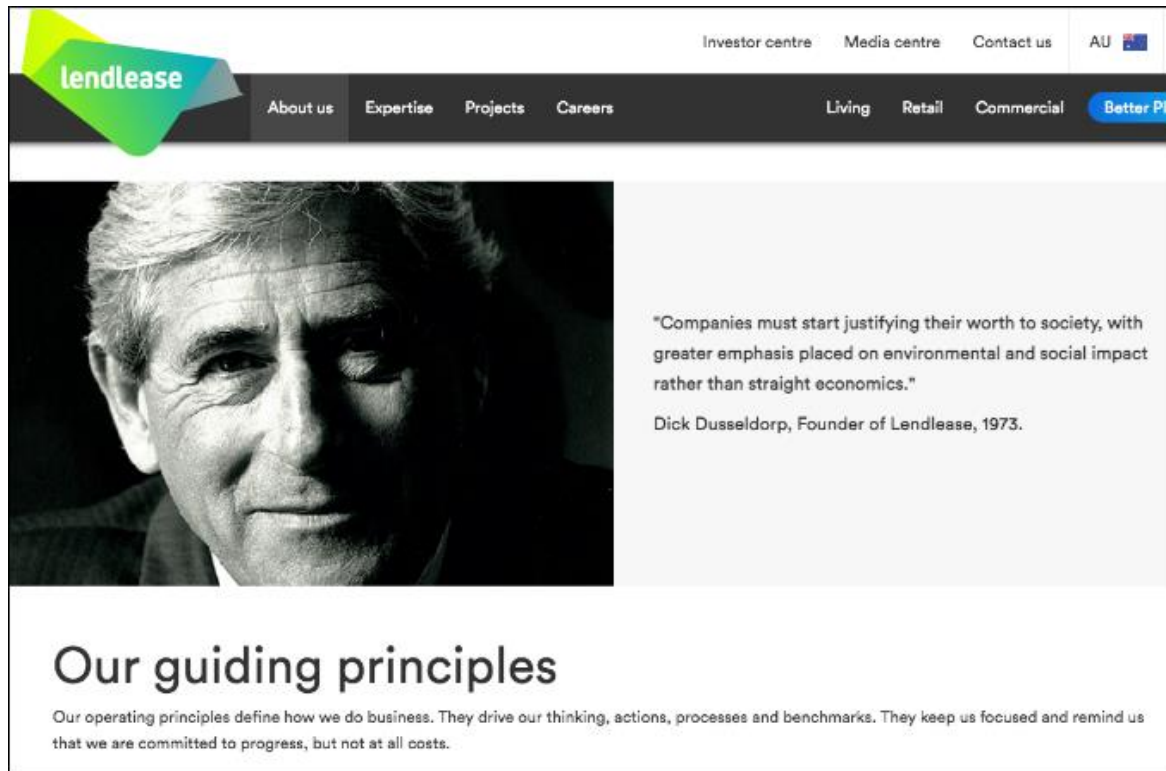 Investor centre Media centre Contact us AU
lendlease
About us Expertise Projects Careers Living Retail Commercial Better Pl
"Companies must start justifying their worth to society, with
greater emphasis placed on environmental and social impact
rather than straight economics."
Dick Dusseldorp, Founder of Lendlease, 1973.
Our guiding principles
Our operating principles define how we do business. They drive our thinking, actions, processes and benchmarks. They keep us focused and remind us
that we are committed to progress, but not at all costs.